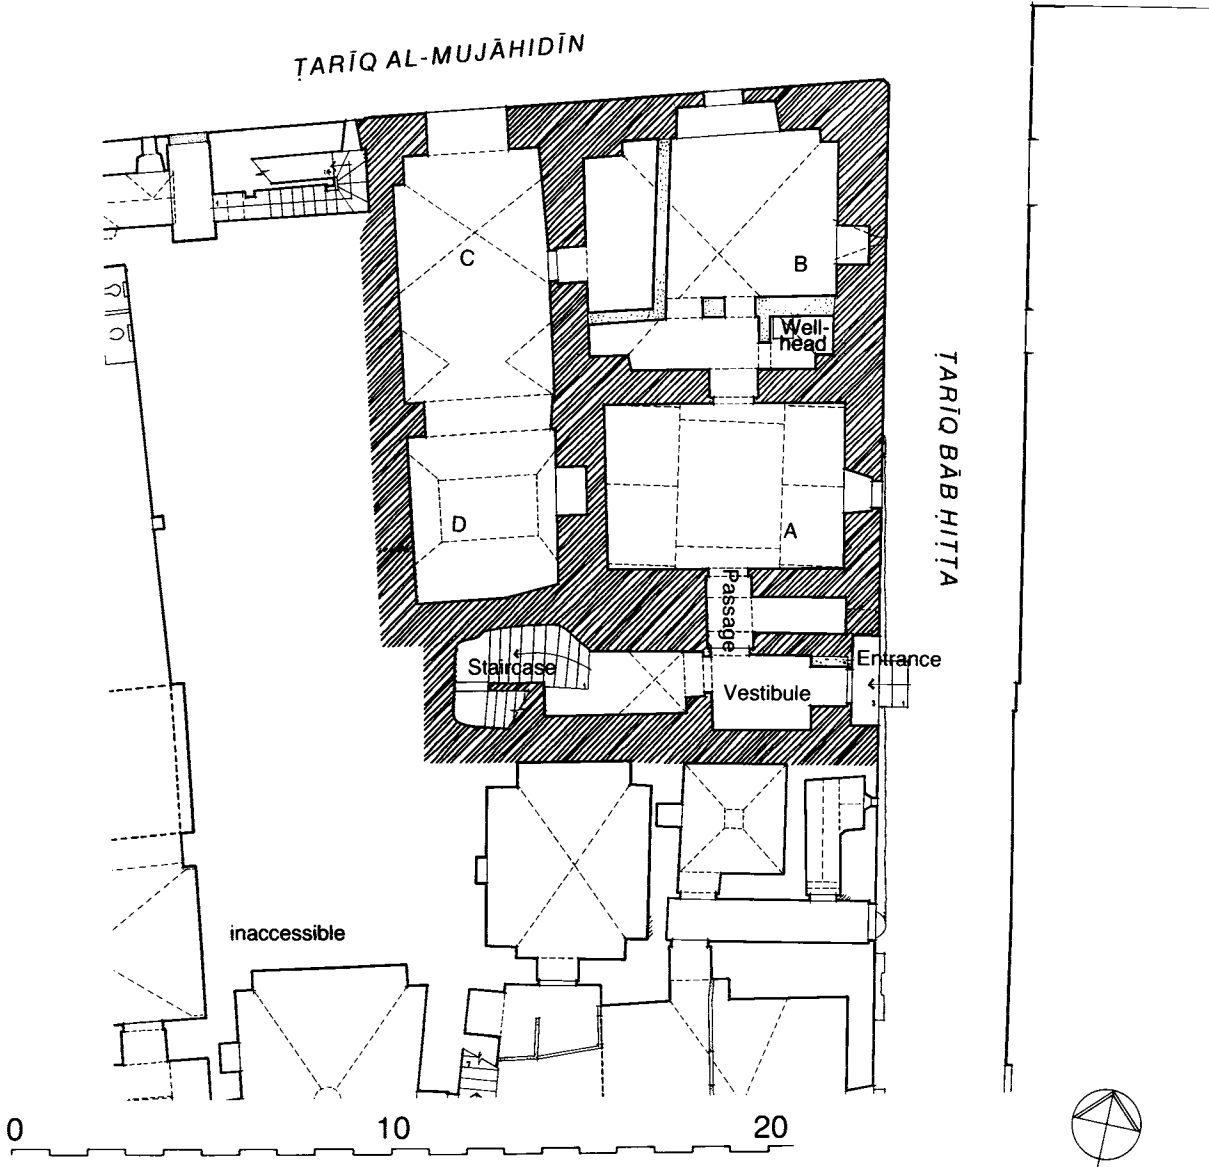 ṬARĪQ AL-MUJĀHIDĪN
C
B
Well-
head
ṬARĪQ BĀB ḤIṬṬA
D
A
Passage
Staircase
Entrance
Vestibule
inaccessible
0
10
20